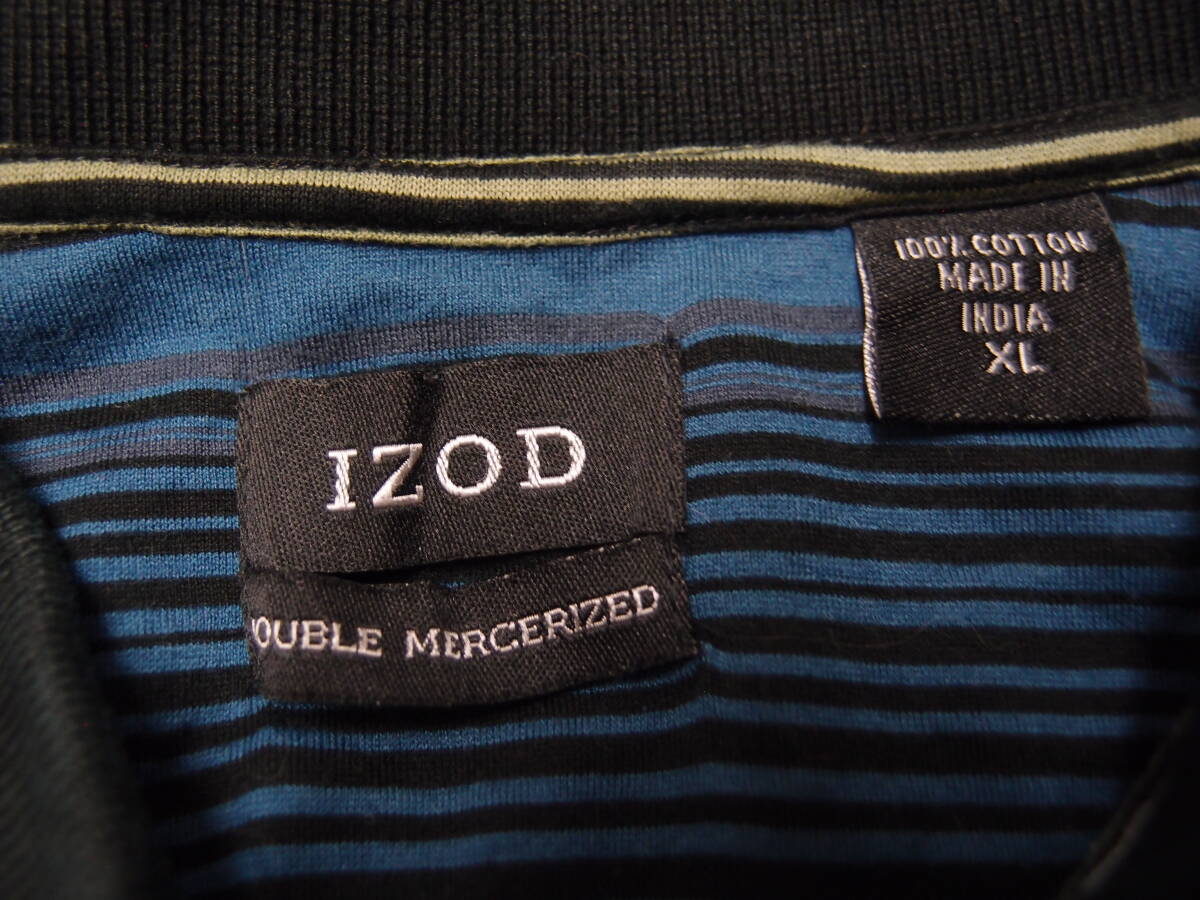 IZOD
OUBLE MERCERIZED
100% COTTON
MADE IN
INDIA
XL